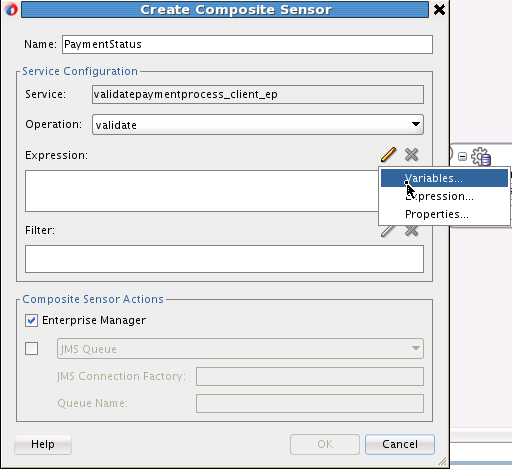 Create Composite Sensor
Name: PaymentStatus
Service Configuration
Service: validatepaymentprocess_client_ep
Operation: validate
Expression:
Variables...
Expression...
Properties...
Filter:
Composite Sensor Actions
Enterprise Manager
JMS Queue
JMS Connection Factory:
Queue Name:
Help OK Cancel